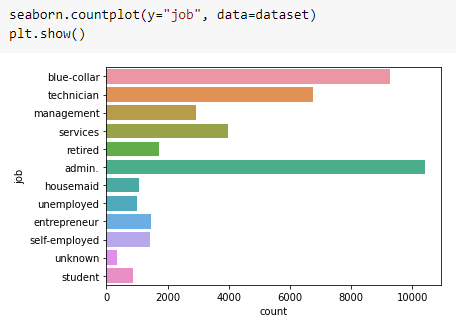 seaborn.countplot(y="job", data=dataset)
plt.show()
blue-collar
technician
management
services
retired
admin.
housemaid
unemployed
entrepreneur
self-employed
unknown
student
job
0 2000 4000 6000 8000 10000
count